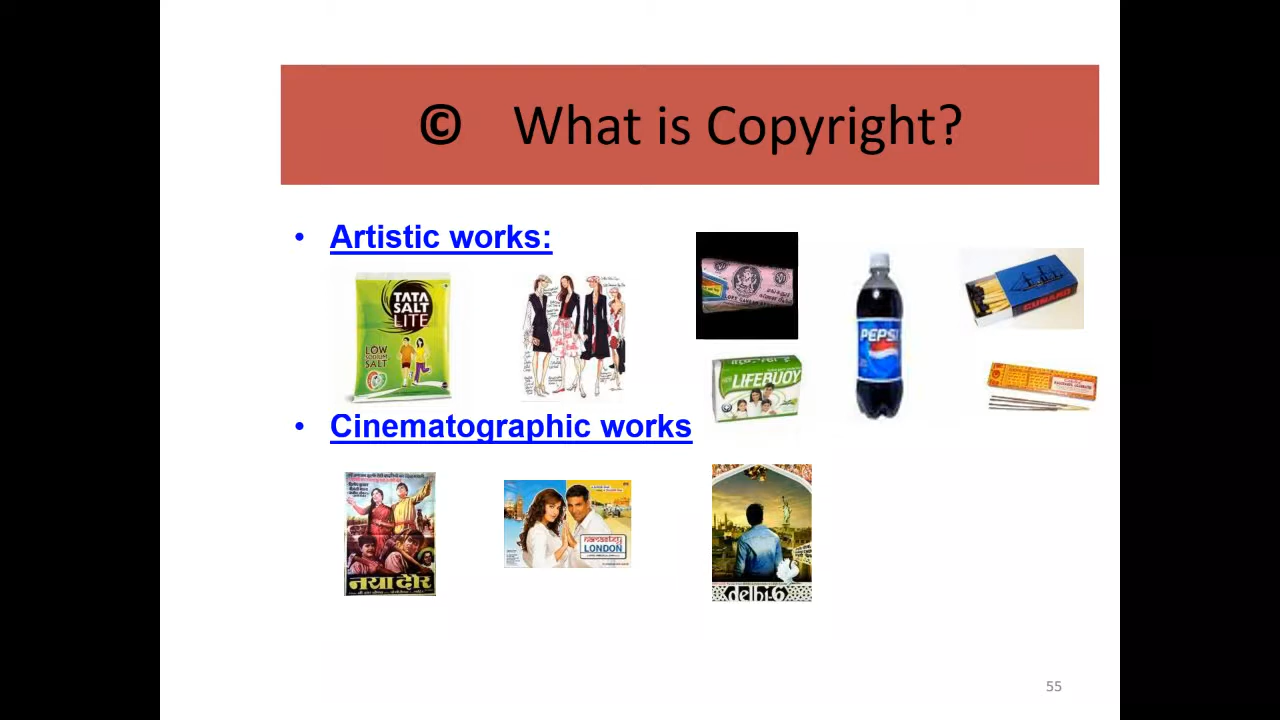 © What is Copyright?
• Artistic works:
TATA
SALT
LITE
LOW
SODIUM
SALT
PEPSI
CUNARD
LIFEBUOY
• Cinematographic works
नया दौर
namastey
LONDON
delhi-6
55